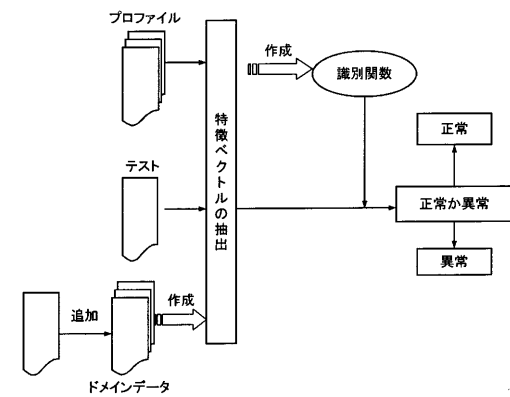 プロファイル
作成
識別関数
特徴ベクトルの抽出
正常
テスト
正常か異常
異常
追加
作成
ドメインデータ